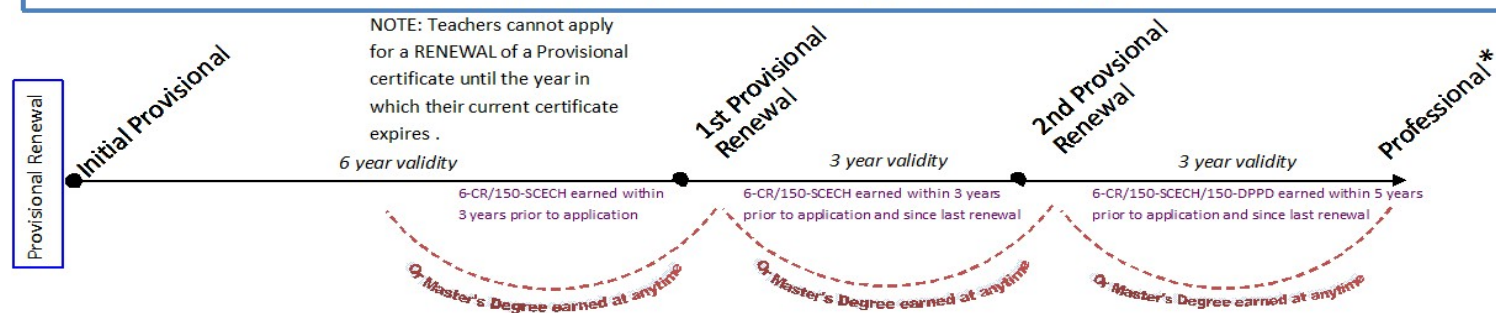 NOTE: Teachers cannot apply
for a RENEWAL of a Provisional
certificate until the year in
which their current certificate
expires .
Provisional Renewal
Initial Provisional
1st Provisional
Renewal
2nd Provsional
Renewal
Professional*
6 year validity
3 year validity
3 year validity
6-CR/150-SCECH earned within
3 years prior to application
6-CR/150-SCECH earned within 3 years
prior to application and since last renewal
6-CR/150-SCECH/150-DPPD earned within 5 years
prior to application and since last renewal
Or Master's Degree earned at anytime
Or Master's Degree earned at anytime
Or Master's Degree earned at anytime